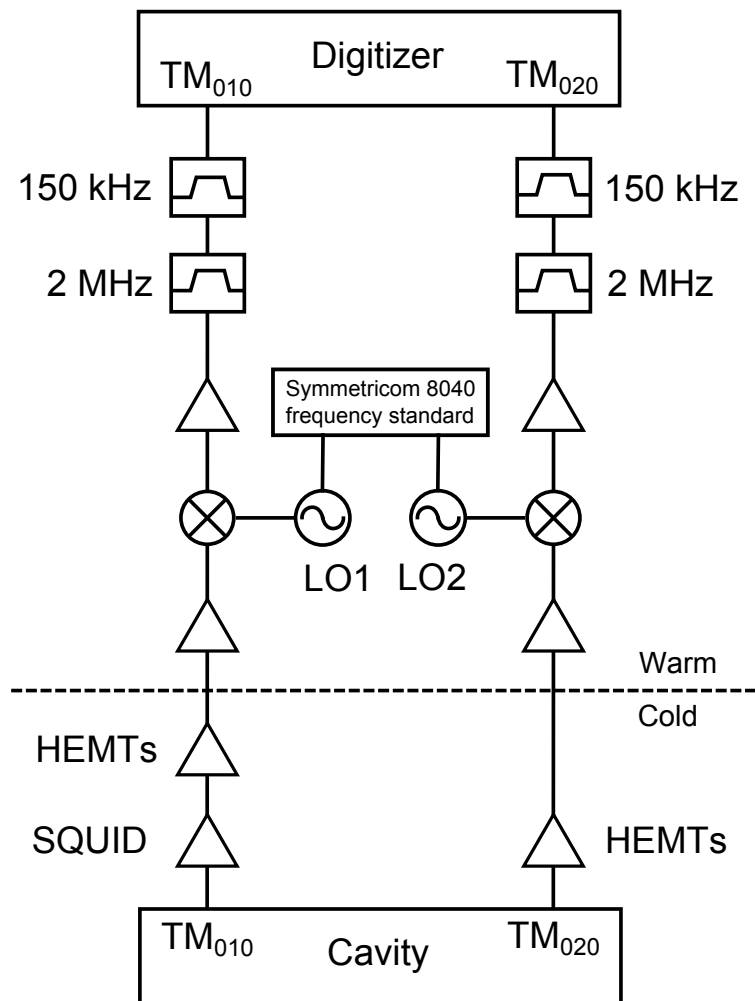 Digitizer
TM010 TM020
150 kHz 150 kHz
2 MHz 2 MHz
Symmetricom 8040
frequency standard
LO1 LO2
Warm
Cold
HEMTs
SQUID HEMTs
TM010 TM020
Cavity